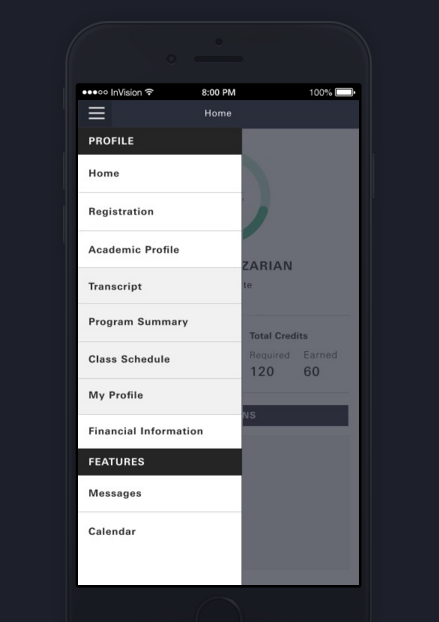 InVision 8:00 PM 100%
Home
PROFILE
Home
Registration
Academic Profile
ZARIAN
te
Transcript
Program Summary
Total Credits
Required Earned
120 60
Class Schedule
My Profile
NS
Financial Information
FEATURES
Messages
Calendar